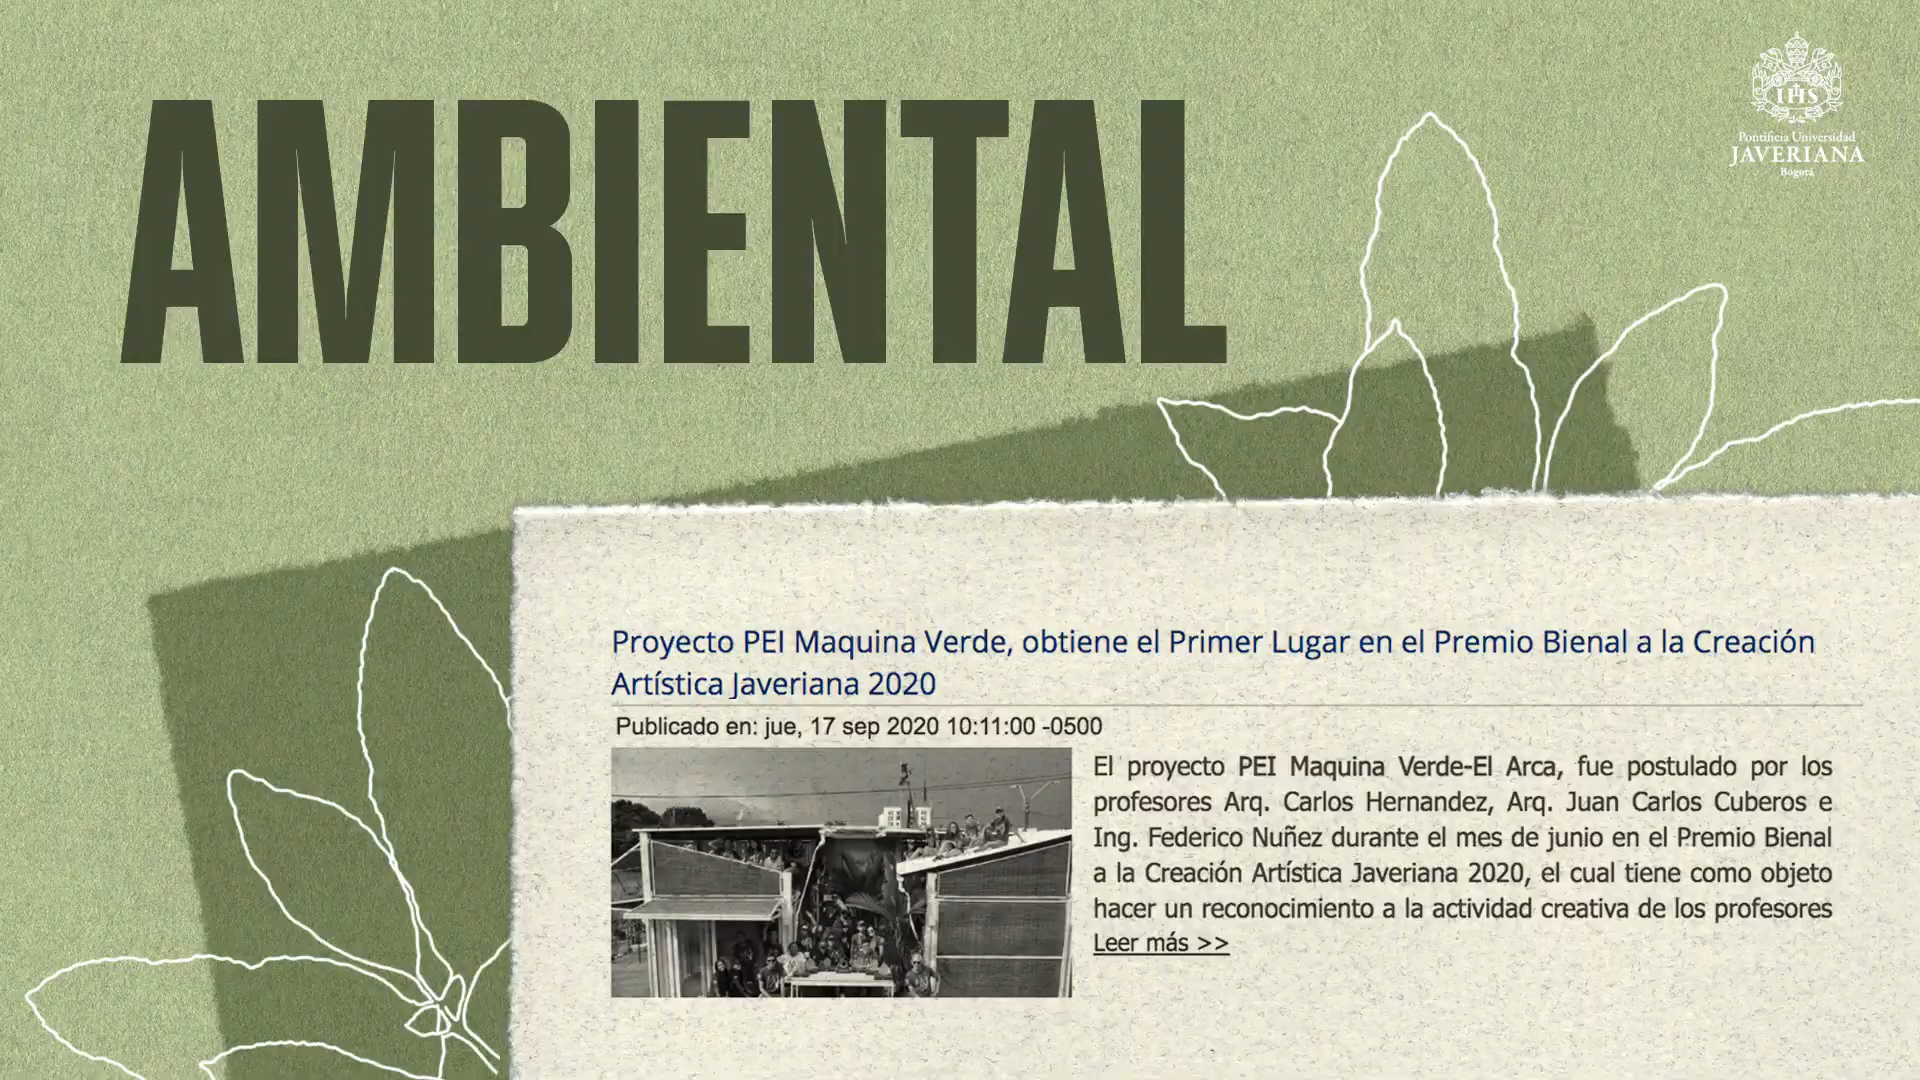 AMBIENTAL
IHS
Pontificia Universidad
JAVERIANA
Bogotá
Proyecto PEI Maquina Verde, obtiene el Primer Lugar en el Premio Bienal a la Creación
Artística Javeriana 2020
Publicado en: jue, 17 sep 2020 10:11:00 -0500
El proyecto PEI Maquina Verde-El Arca, fue postulado por los
profesores Arq. Carlos Hernandez, Arq. Juan Carlos Cuberos e
Ing. Federico Nuñez durante el mes de junio en el Premio Bienal
a la Creación Artística Javeriana 2020, el cual tiene como objeto
hacer un reconocimiento a la actividad creativa de los profesores
Leer más >>